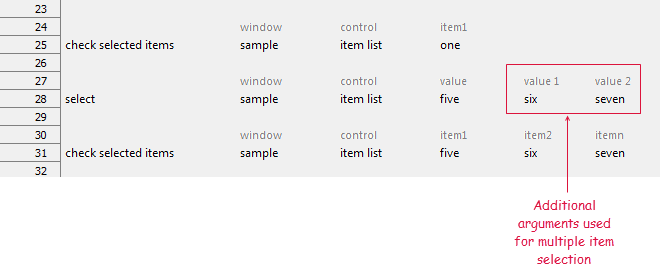 23
24 window control item1
25 check selected items sample item list one
26
27 window control value value 1 value 2
28 select sample item list five six seven
29
30 window control item1 item2 itemn
31 check selected items sample item list five six seven
32
Additional
arguments used
for multiple item
selection